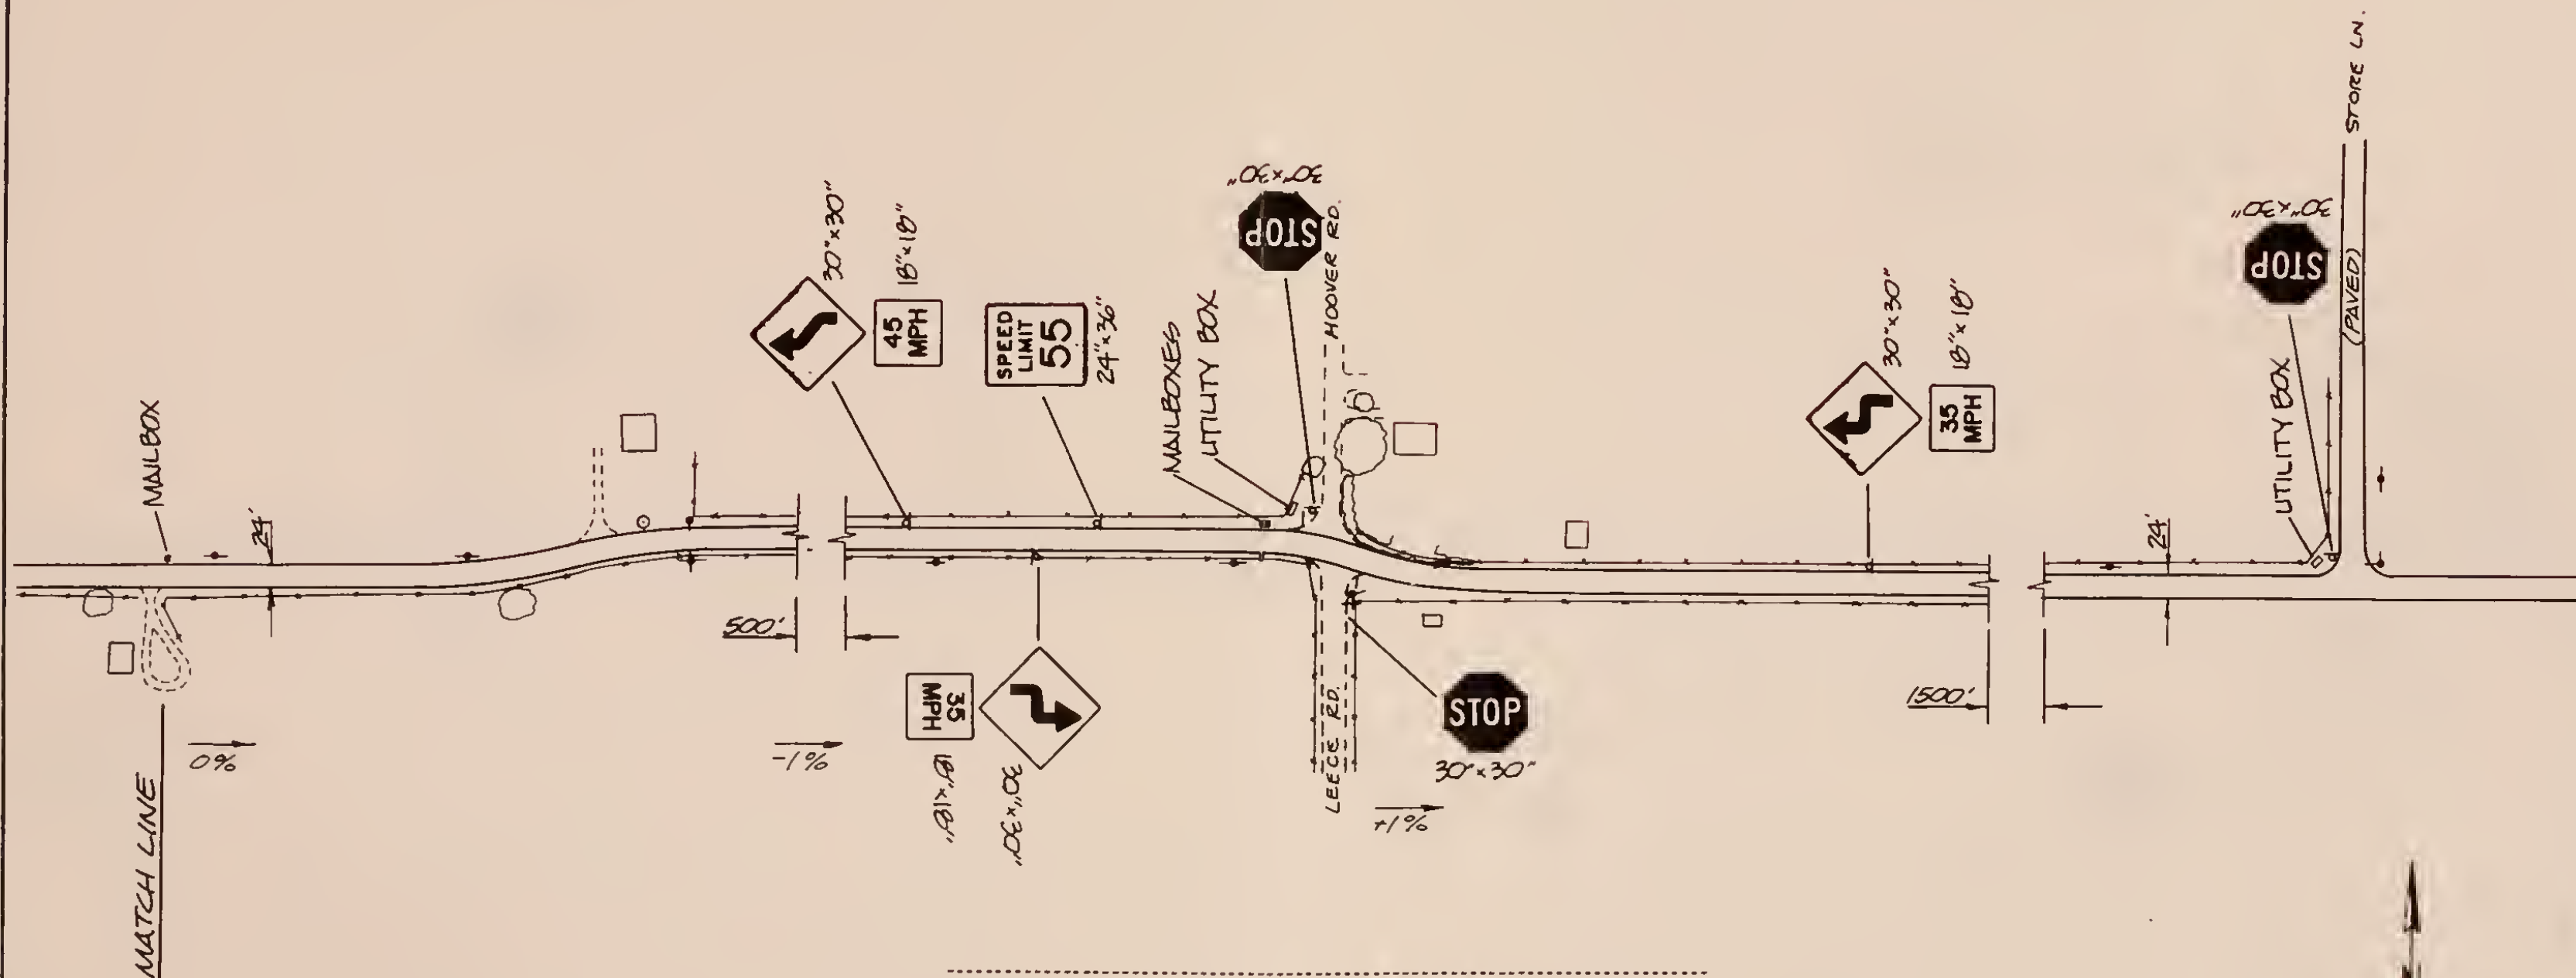 MAILBOX
24'
30"x30"
45
MPH
18"x18"
SPEED
LIMIT
55
24"x36"
MAILBOXES
UTILITY BOX
30"x30"
STOP
HOOVER RD.
30"x30"
35
MPH
18"x18"
30"x30"
STOP
UTILITY BOX
STORE LN.
(PAVED)
24'
500'
1500'
35
MPH
18"x18"
30"x30"
LEECE RD.
STOP
30"x30"
0%
-1%
+1%
MATCH LINE